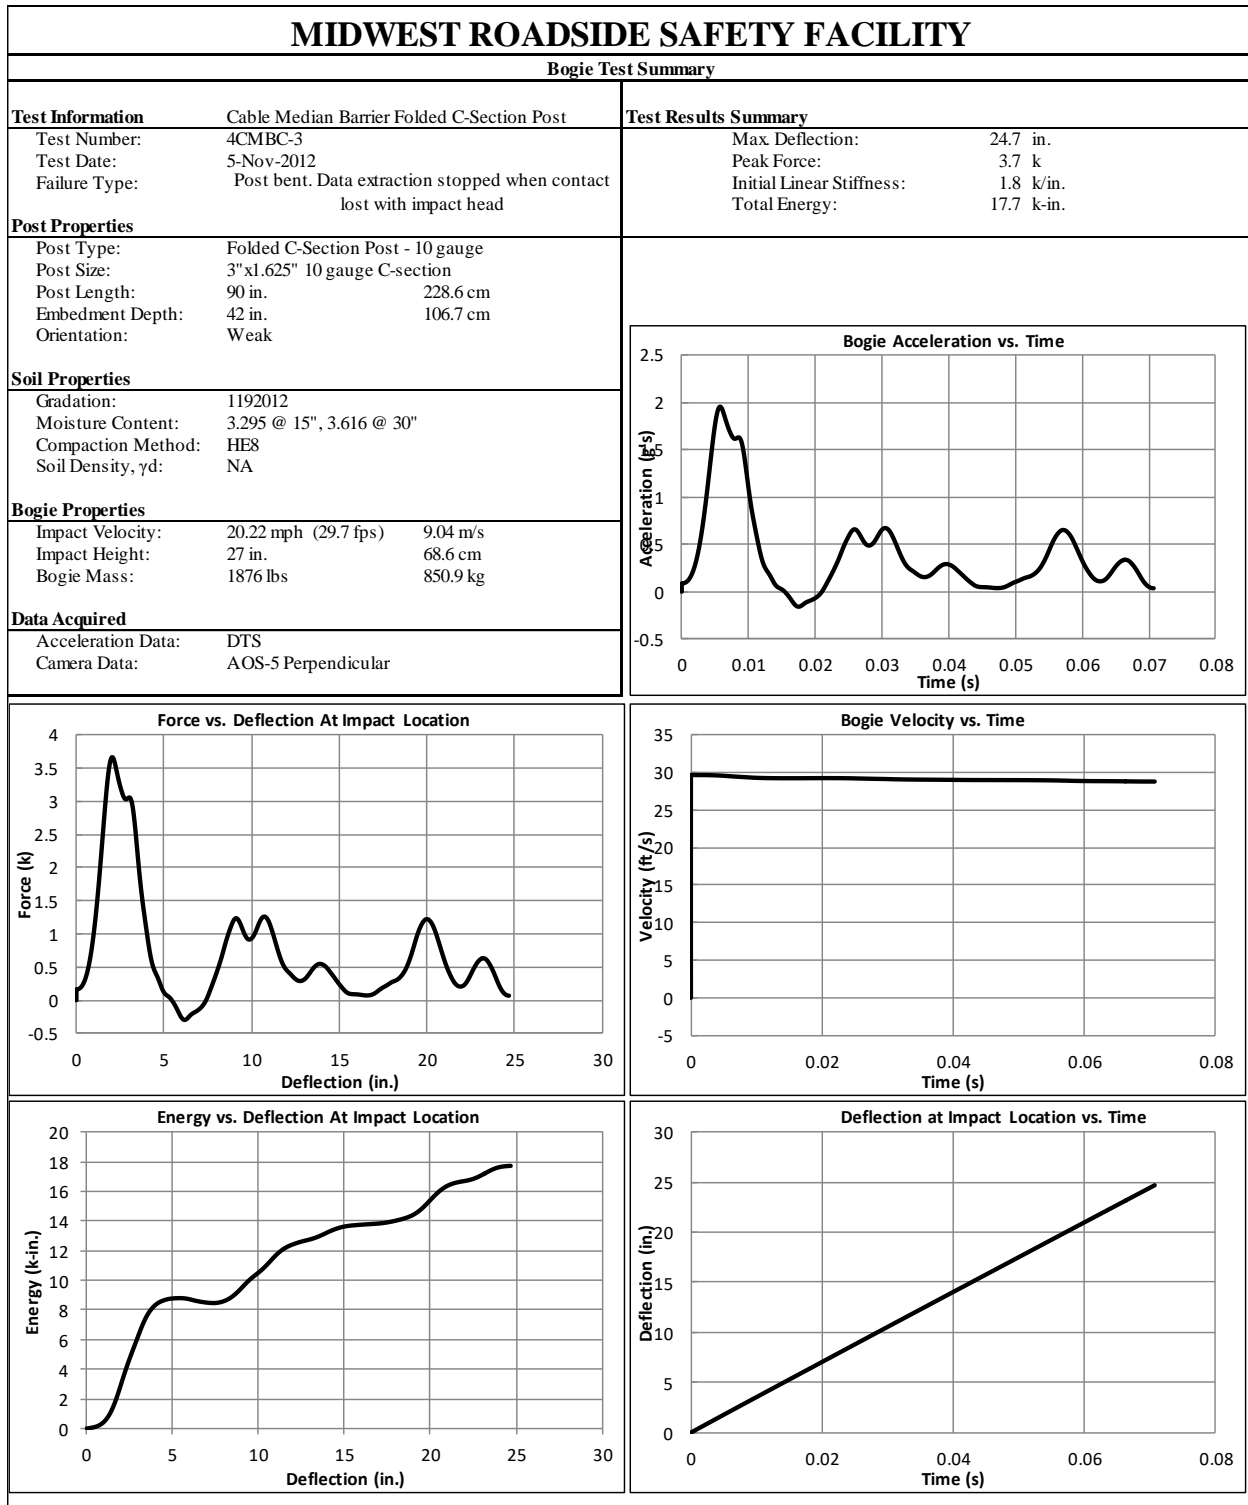 MIDWEST ROADSIDE SAFETY FACILITY
Bogie Test Summary
Test Information Cable Median Barrier Folded C-Section Post
Test Number: 4CMBC-3
Test Date: 5-Nov-2012
Failure Type: Post bent. Data extraction stopped when contact
lost with impact head
Post Properties
Post Type: Folded C-Section Post - 10 gauge
Post Size: 3"x1.625" 10 gauge C-section
Post Length: 90 in. 228.6 cm
Embedment Depth: 42 in. 106.7 cm
Orientation: Weak
Soil Properties
Gradation: 1192012
Moisture Content: 3.295 @ 15", 3.616 @ 30"
Compaction Method: HE8
Soil Density, γd: NA
Bogie Properties
Impact Velocity: 20.22 mph (29.7 fps) 9.04 m/s
Impact Height: 27 in. 68.6 cm
Bogie Mass: 1876 lbs 850.9 kg
Data Acquired
Acceleration Data: DTS
Camera Data: AOS-5 Perpendicular
Test Results Summary
Max. Deflection: 24.7 in.
Peak Force: 3.7 k
Initial Linear Stiffness: 1.8 k/in.
Total Energy: 17.7 k-in.
Bogie Acceleration vs. Time
Acceleration (g's)
2.5
2
1.5
1
0.5
0
-0.5
0 0.01 0.02 0.03 0.04 0.05 0.06 0.07 0.08
Time (s)
Force vs. Deflection At Impact Location
Force (k)
4
3.5
3
2.5
2
1.5
1
0.5
0
-0.5
0 5 10 15 20 25 30
Deflection (in.)
Bogie Velocity vs. Time
Velocity (ft/s)
35
30
25
20
15
10
5
0
-5
0 0.02 0.04 0.06 0.08
Time (s)
Energy vs. Deflection At Impact Location
Energy (k-in.)
20
18
16
14
12
10
8
6
4
2
0
0 5 10 15 20 25 30
Deflection (in.)
Deflection at Impact Location vs. Time
Deflection (in.)
30
25
20
15
10
5
0
0 0.02 0.04 0.06 0.08
Time (s)